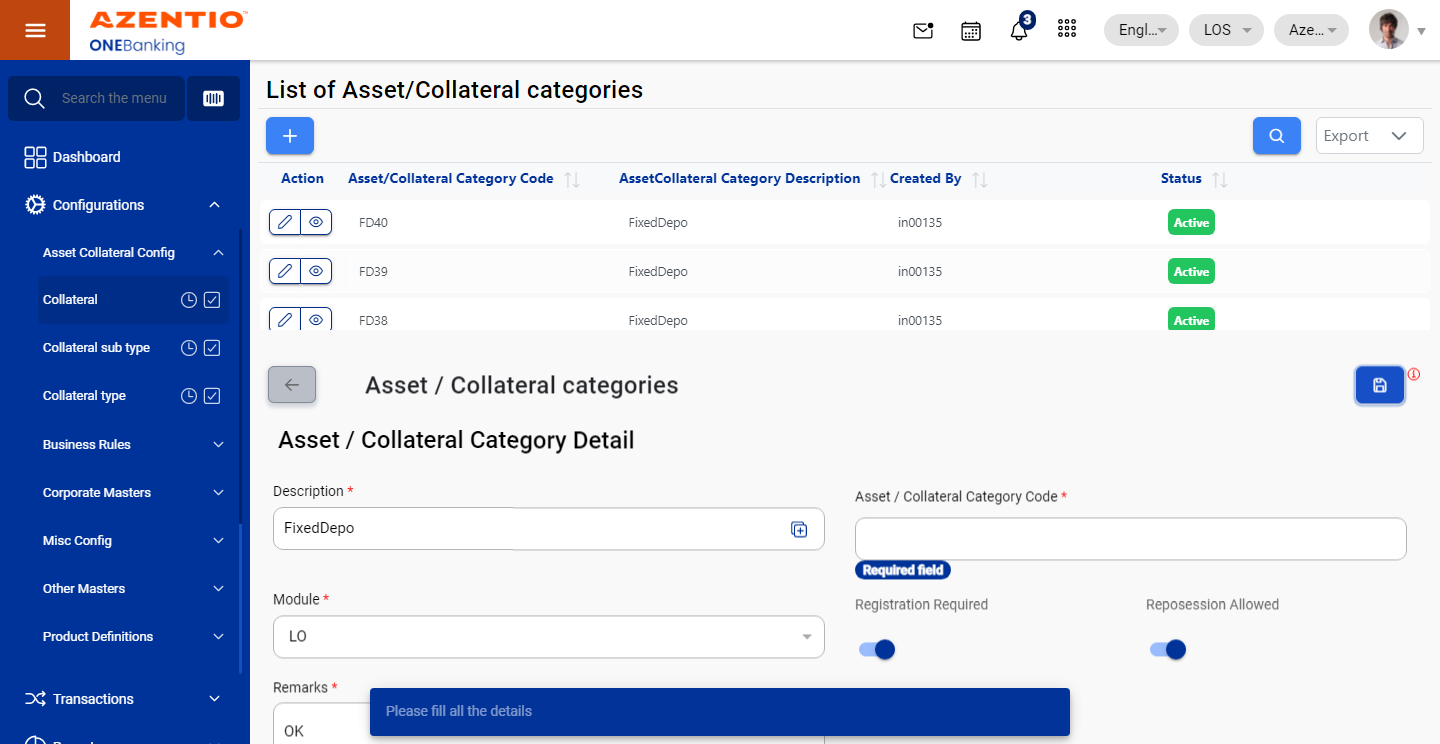 AZENTIO™
ONEBanking
3
Engl...
LOS
Aze...
Search the menu
Dashboard
Configurations
Asset Collateral Config
Collateral
Collateral sub type
Collateral type
Business Rules
Corporate Masters
Misc Config
Other Masters
Product Definitions
Transactions
List of Asset/Collateral categories
Export
Action Asset/Collateral Category Code AssetCollateral Category Description Created By Status
FD40 FixedDepo in00135 Active
FD39 FixedDepo in00135 Active
FD38 FixedDepo in00135 Active
Asset / Collateral categories
Asset / Collateral Category Detail
Description *
FixedDepo
Asset / Collateral Category Code *
Required field
Module *
LO
Registration Required
Reposession Allowed
Remarks *
OK
Please fill all the details